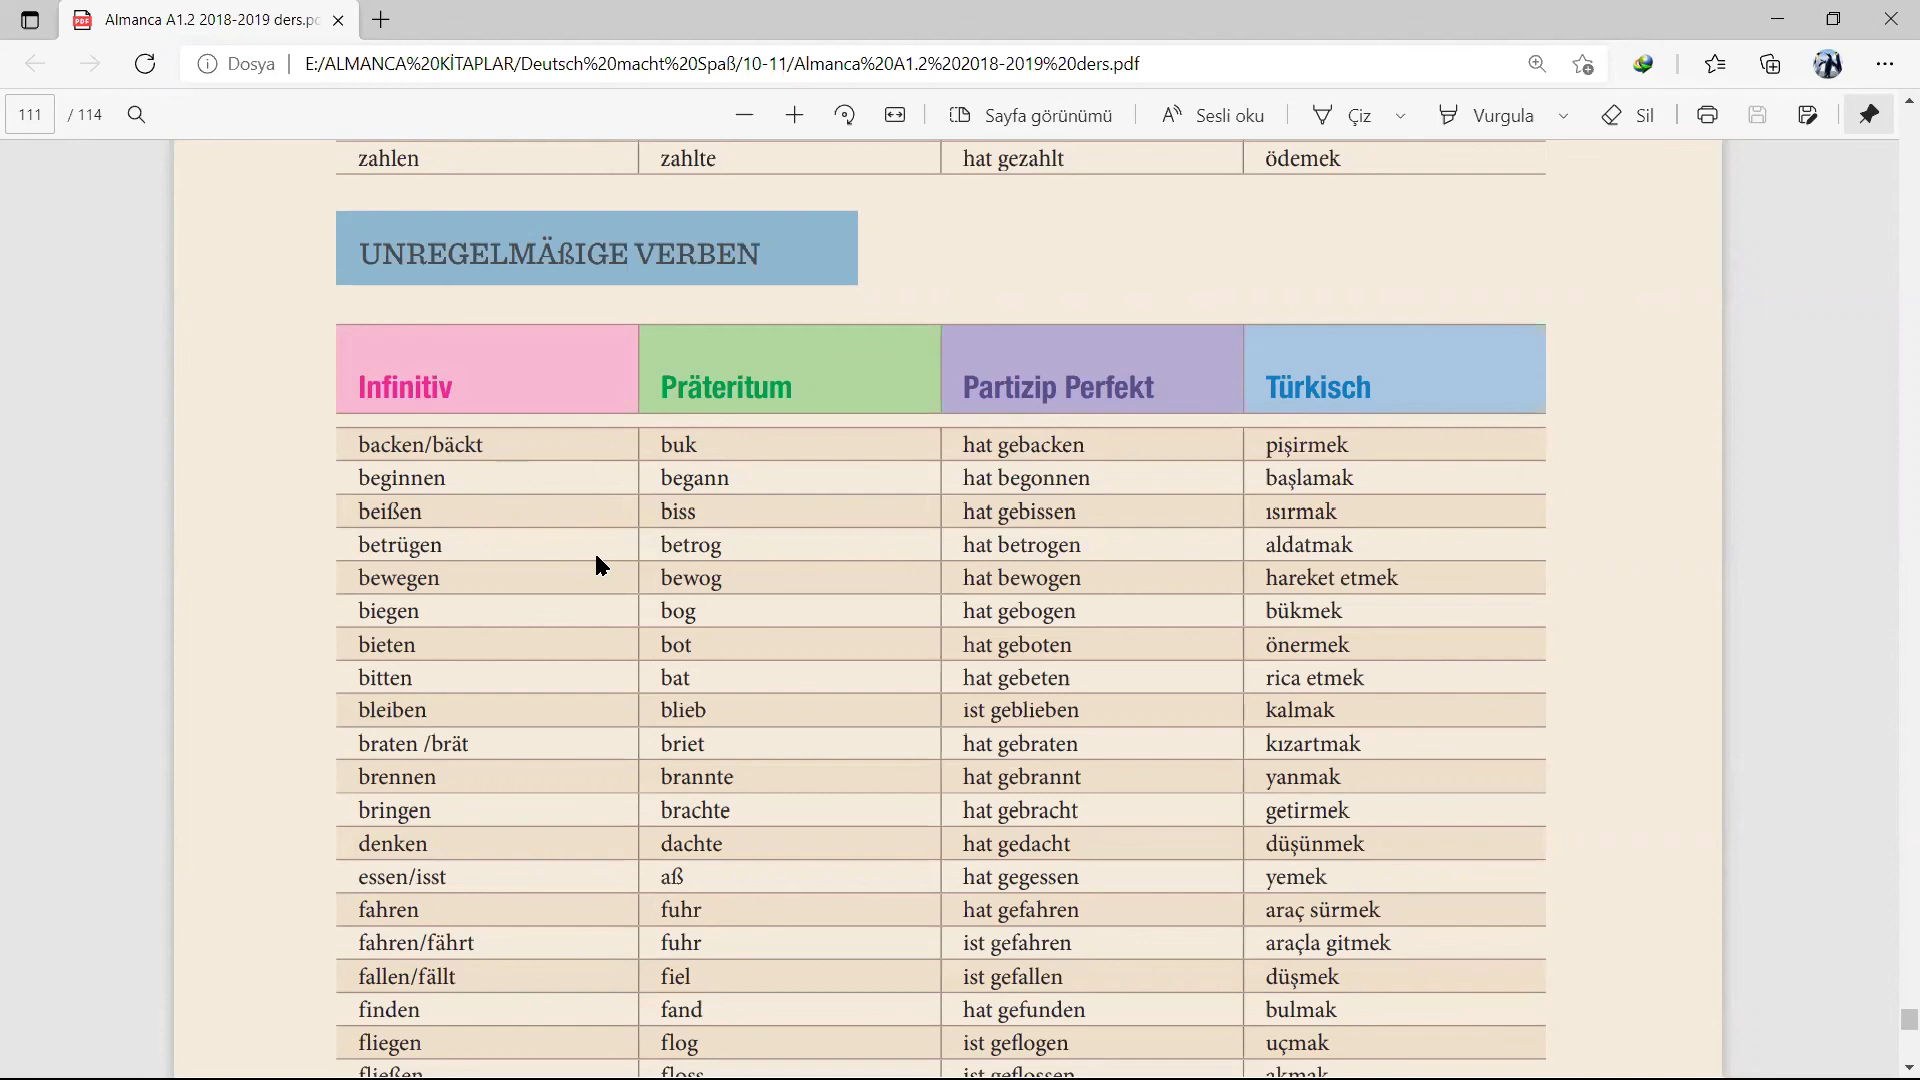 Almanca A1.2 2018-2019 ders.pc
Dosya E:/ALMANCA%20KİTAPLAR/Deutsch%20macht%20Spaß/10-11/Almanca%20A1.2%202018-2019%20ders.pdf
111 / 114 Sayfa görünümü Sesli oku Çiz Vurgula Sil
zahlen zahlte hat gezahlt ödemek
UNREGELMÄßIGE VERBEN
Infinitiv Präteritum Partizip Perfekt Türkisch
backen/bäckt buk hat gebacken pişirmek
beginnen begann hat begonnen başlamak
beißen biss hat gebissen ısırmak
betrügen betrog hat betrogen aldatmak
bewegen bewog hat bewogen hareket etmek
biegen bog hat gebogen bükmek
bieten bot hat geboten önermek
bitten bat hat gebeten rica etmek
bleiben blieb ist geblieben kalmak
braten /brät briet hat gebraten kızartmak
brennen brannte hat gebrannt yanmak
bringen brachte hat gebracht getirmek
denken dachte hat gedacht düşünmek
essen/isst aß hat gegessen yemek
fahren fuhr hat gefahren araç sürmek
fahren/fährt fuhr ist gefahren araçla gitmek
fallen/fällt fiel ist gefallen düşmek
finden fand hat gefunden bulmak
fliegen flog ist geflogen uçmak
fließen floss ist geflossen akmak